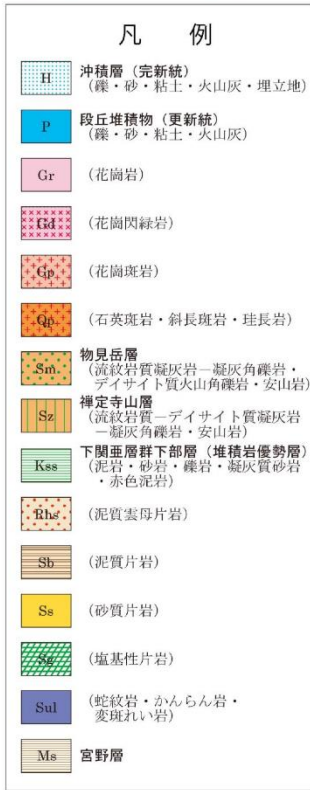 凡 例
H
沖積層（完新統）
（礫・砂・粘土・火山灰・埋立地）
P
段丘堆積物（更新統）
（礫・砂・粘土・火山灰）
Gr
（花崗岩）
Gd
（花崗閃緑岩）
Gp
（花崗斑岩）
Qp
（石英斑岩・斜長斑岩・珪長岩）
Sm
物見岳層
（流紋岩質凝灰岩－凝灰角礫岩・
デイサイト質火山角礫岩・安山岩）
Sz
禅定寺山層
（流紋岩質－デイサイト質凝灰岩
－凝灰角礫岩・安山岩）
Kss
下関亜層群下部層（堆積岩優勢層）
（泥岩・砂岩・礫岩・凝灰質砂岩
・赤色泥岩）
Rhs
（泥質雲母片岩）
Sb
（泥質片岩）
Ss
（砂質片岩）
Sg
（塩基性片岩）
Sul
（蛇紋岩・かんらん岩・
変斑れい岩）
Ms
宮野層